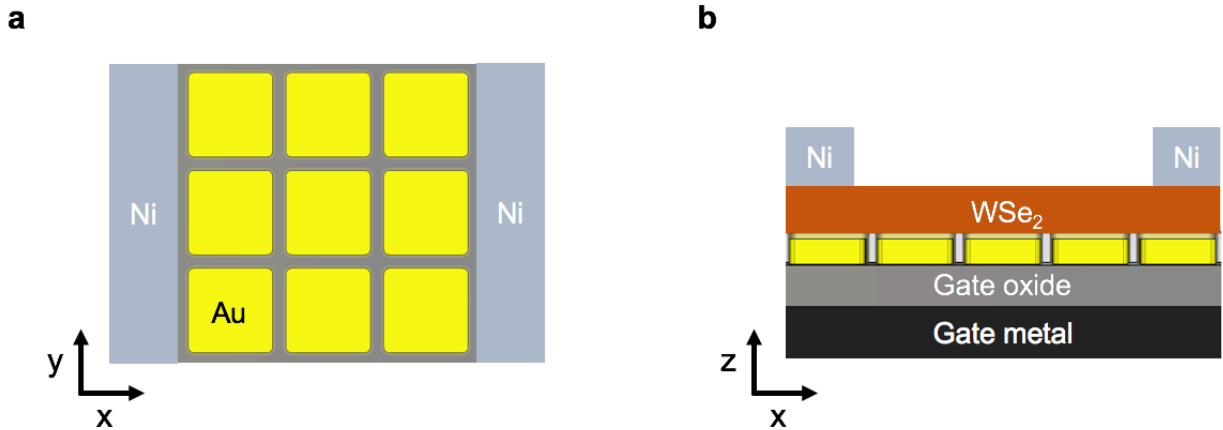 a
b
Ni
Ni
Au
y
x
Ni
Ni
WSe₂
Gate oxide
Gate metal
z
x